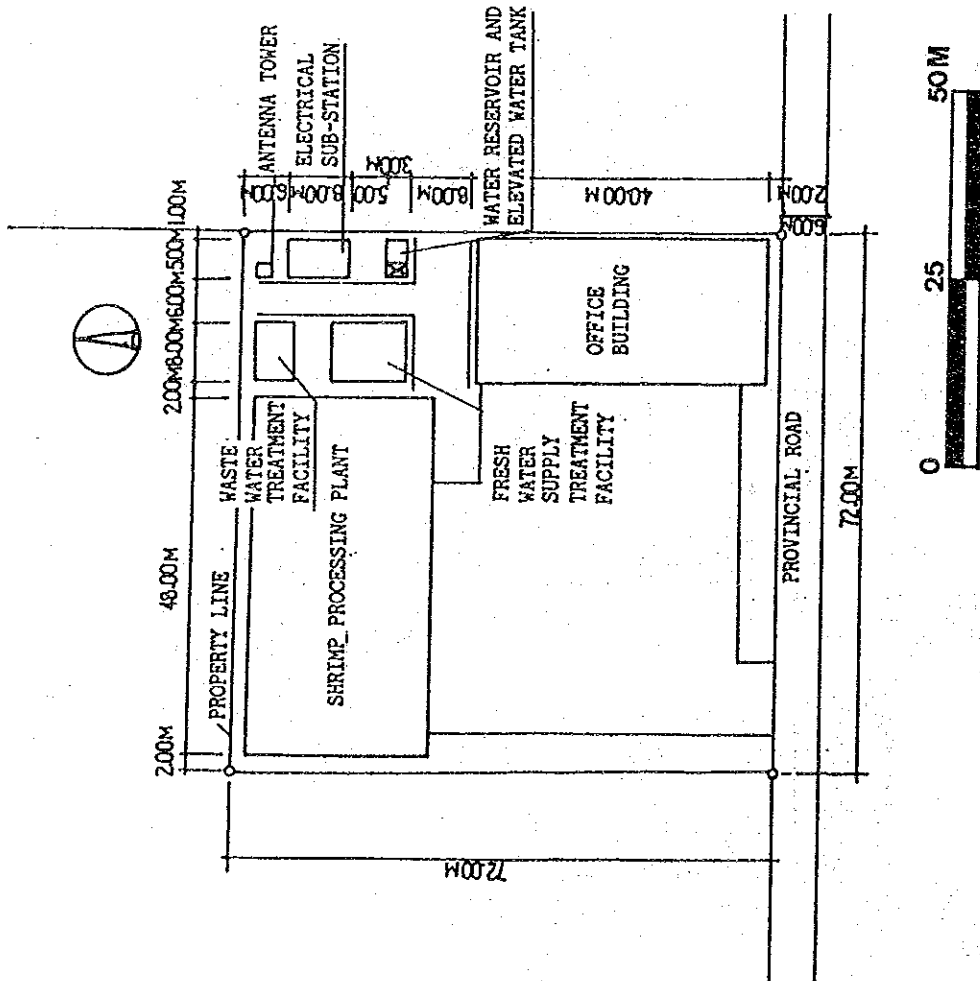 ANTENNA TOWER
ELECTRICAL
SUB-STATION
WATER RESERVOIR AND
ELEVATED WATER TANK
2.00M
48.00M
2.00M
8.00M
6.00M
5.00M
1.00M
6.00M
8.00M
5.00
3.00M
8.00M
40.00M
2.00M
6.00M
PROPERTY LINE
WASTE
WATER
TREATMENT
FACILITY
SHRIMP PROCESSING PLANT
FRESH
WATER
SUPPLY
TREATMENT
FACILITY
OFFICE
BUILDING
PROVINCIAL ROAD
72.00M
72.00M
0 25 50M